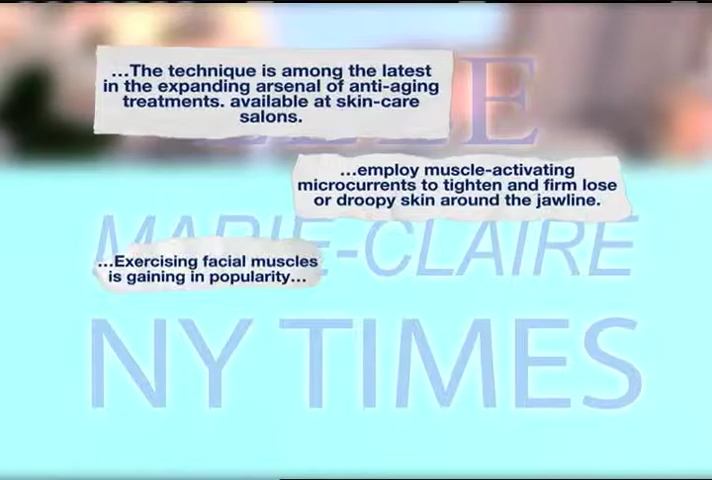 ...The technique is among the latest
in the expanding arsenal of anti-aging
treatments. available at skin-care
salons.
...employ muscle-activating
microcurrents to tighten and firm lose
or droopy skin around the jawline.
MARIE-CLAIRE
...Exercising facial muscles
is gaining in popularity...
NY TIMES